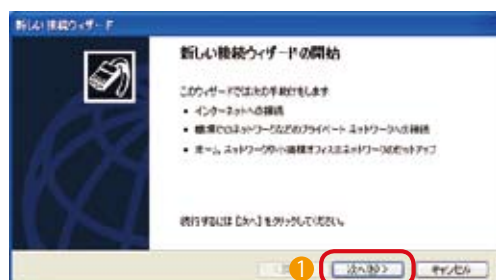 新しい接続ウィザード
新しい接続ウィザードの開始
このウィザードでは次の手続きをします
• インターネットへの接続
• 職場でのネットワークなどのプライベート ネットワークへの接続
• ホーム ネットワークや小規模オフィスのネットワークのセットアップ
続行するには [次へ] をクリックしてください。
1
次へ(N) >
キャンセル